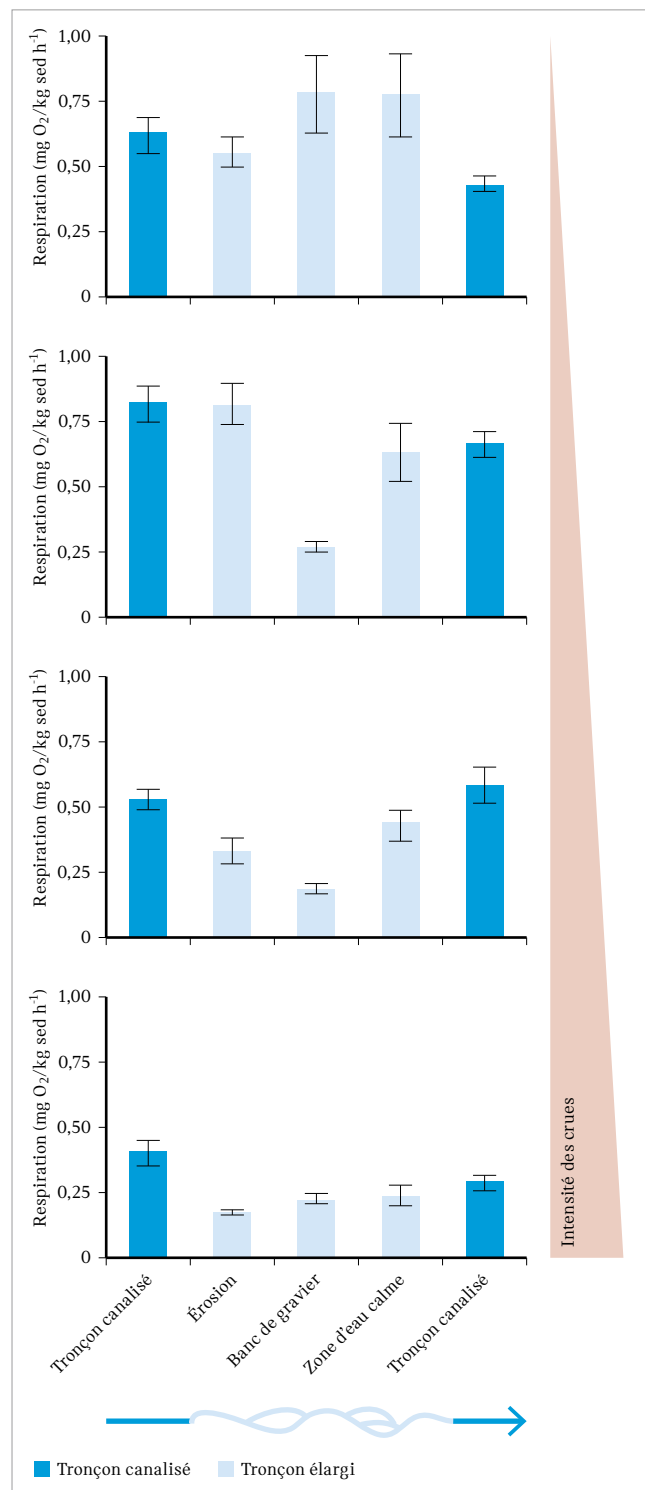 Respiration (mg O₂/kg sed h⁻¹)
1,00
0,75
0,50
0,25
0
Respiration (mg O₂/kg sed h⁻¹)
1,00
0,75
0,50
0,25
0
Respiration (mg O₂/kg sed h⁻¹)
1,00
0,75
0,50
0,25
0
Respiration (mg O₂/kg sed h⁻¹)
1,00
0,75
0,50
0,25
0
Intensité des crues
Tronçon canalisé
Érosion
Banc de gravier
Zone d'eau calme
Tronçon canalisé
Tronçon canalisé
Tronçon élargi